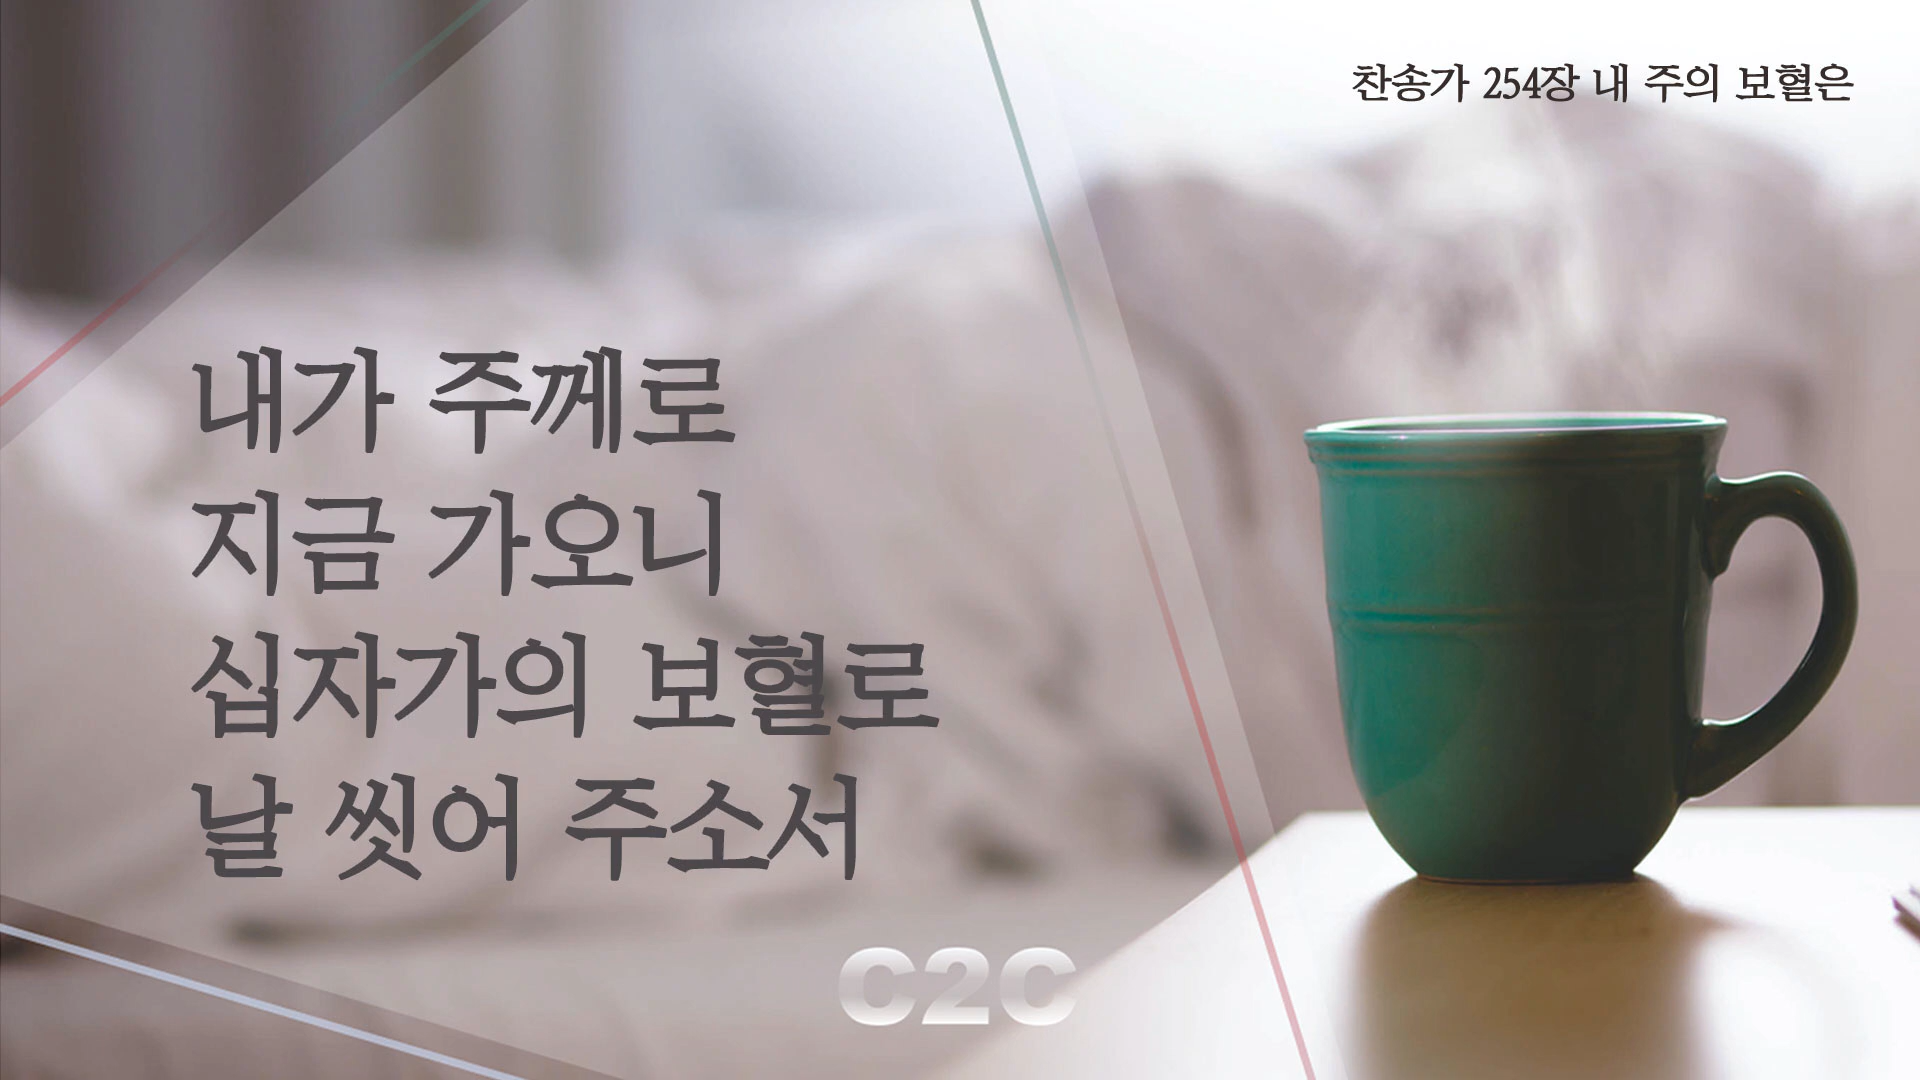 찬송가 254장 내 주의 보혈은
내가 주께로
지금 가오니
십자가의 보혈로
날 씻어 주소서
C2C